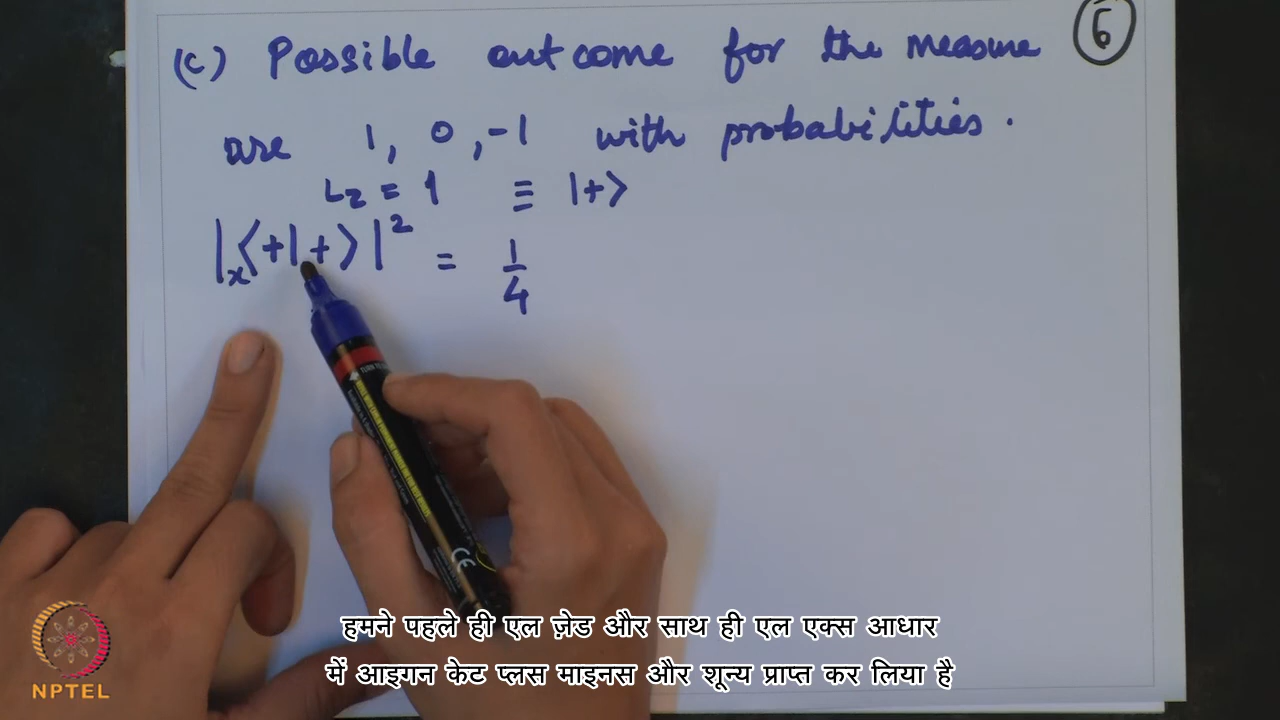 (c) Possible outcome for the measure
6
are 1, 0, -1 with probabilities.
Lz = 1 ≡ |+>
|x<+|+>|² = 1/4
CE
हमने पहले ही एल ज़ेड और साथ ही एल एक्स आधार
में आइगन केट प्लस माइनस और शून्य प्राप्त कर लिया है
NPTEL